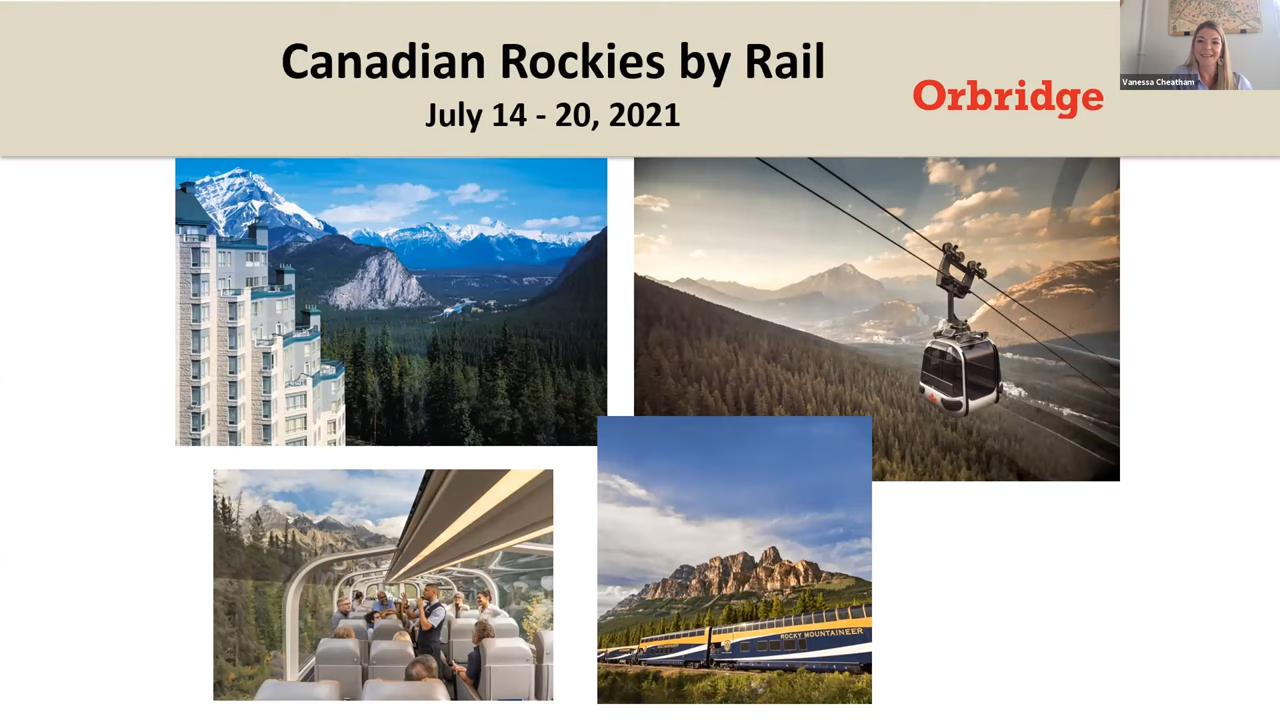 Canadian Rockies by Rail
July 14 - 20, 2021
Orbridge
Vanessa Cheatham
ROCKY MOUNTAINEER